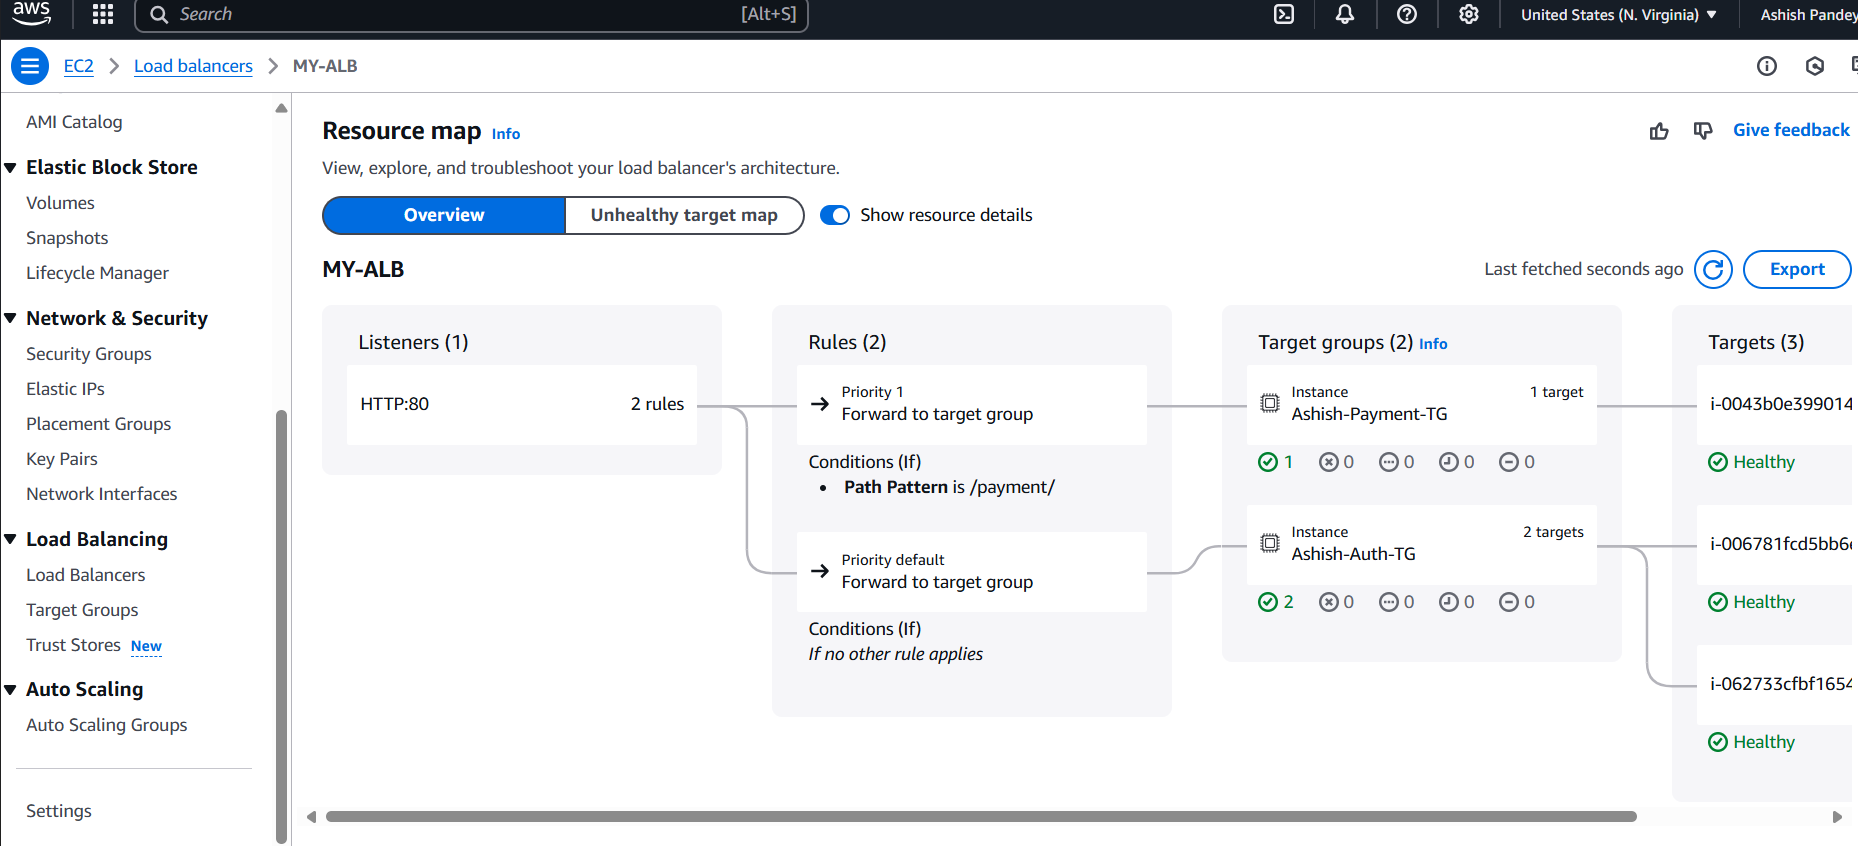 aws
Search [Alt+S]
United States (N. Virginia)
Ashish Pandey
EC2 > Load balancers > MY-ALB
AMI Catalog
Elastic Block Store
Volumes
Snapshots
Lifecycle Manager
Network & Security
Security Groups
Elastic IPs
Placement Groups
Key Pairs
Network Interfaces
Load Balancing
Load Balancers
Target Groups
Trust Stores New
Auto Scaling
Auto Scaling Groups
Settings
Resource map Info
Give feedback
View, explore, and troubleshoot your load balancer's architecture.
Overview
Unhealthy target map
Show resource details
MY-ALB
Last fetched seconds ago
Export
Listeners (1)
HTTP:80 2 rules
Rules (2)
Priority 1
Forward to target group
Conditions (If)
• Path Pattern is /payment/
Priority default
Forward to target group
Conditions (If)
If no other rule applies
Target groups (2) Info
Instance 1 target
Ashish-Payment-TG
1 0 0 0 0
Instance 2 targets
Ashish-Auth-TG
2 0 0 0 0
Targets (3)
i-0043b0e399014
Healthy
i-006781fcd5bb6
Healthy
i-062733cfbf1654
Healthy